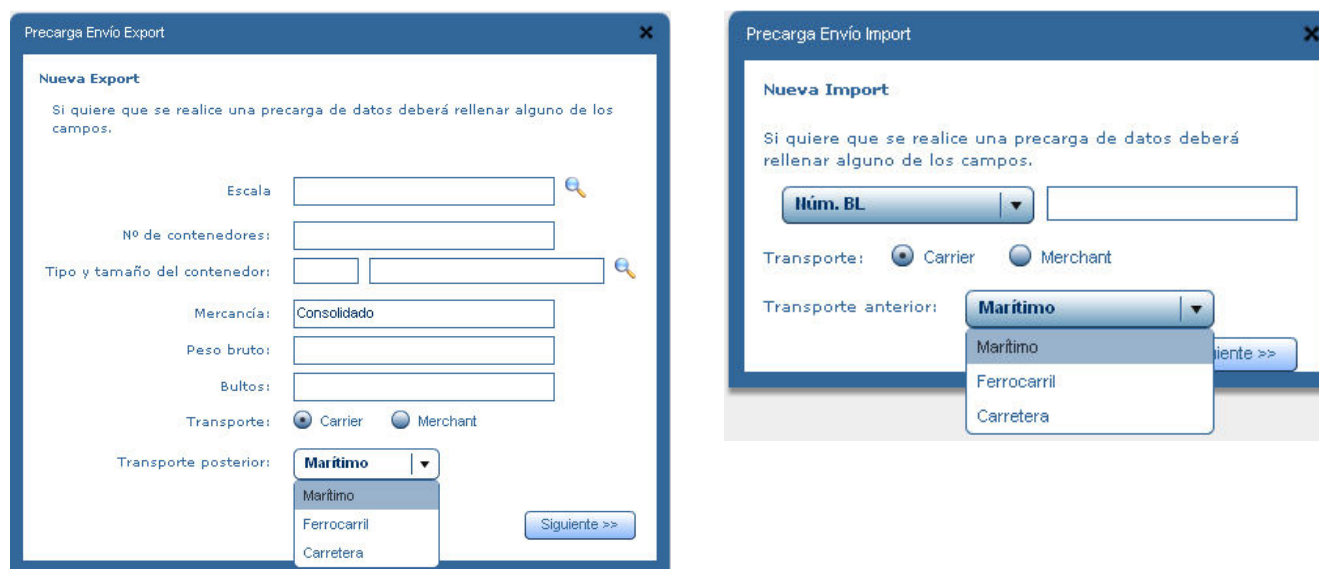 Precarga Envío Export
Nueva Export
Si quiere que se realice una precarga de datos deberá rellenar alguno de los
campos.
Escala
Nº de contenedores:
Tipo y tamaño del contenedor:
Mercancía: Consolidado
Peso bruto:
Bultos:
Transporte: Carrier Merchant
Transporte posterior: Marítimo
Marítimo
Ferrocarril
Carretera
Siguiente >>
Precarga Envío Import
Nueva Import
Si quiere que se realice una precarga de datos deberá
rellenar alguno de los campos.
Núm. BL
Transporte: Carrier Merchant
Transporte anterior: Marítimo
Marítimo
Ferrocarril
Carretera
iente >>